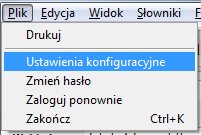 Plik Edycja Widok Słowniki F
Drukuj
Ustawienia konfiguracyjne
Zmień hasło
Zaloguj ponownie
Zakończ Ctrl+K